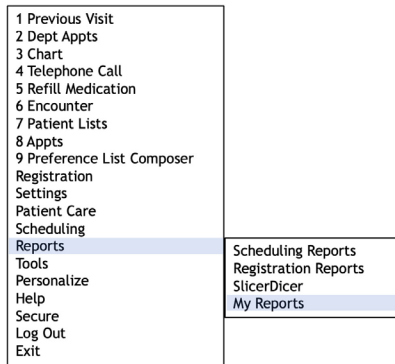 1 Previous Visit
2 Dept Appts
3 Chart
4 Telephone Call
5 Refill Medication
6 Encounter
7 Patient Lists
8 Appts
9 Preference List Composer
Registration
Settings
Patient Care
Scheduling
Reports
Tools
Personalize
Help
Secure
Log Out
Exit
Scheduling Reports
Registration Reports
SlicerDicer
My Reports